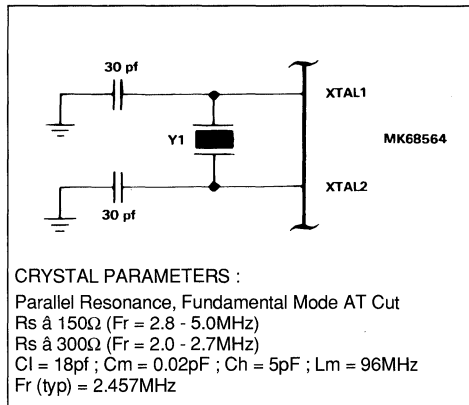 30 pf
XTAL1
Y1
MK68564
XTAL2
30 pf
CRYSTAL PARAMETERS :
Parallel Resonance, Fundamental Mode AT Cut
Rs â 150Ω (Fr = 2.8 - 5.0MHz)
Rs â 300Ω (Fr = 2.0 - 2.7MHz)
Cl = 18pf ; Cm = 0.02pF ; Ch = 5pF ; Lm = 96MHz
Fr (typ) = 2.457MHz